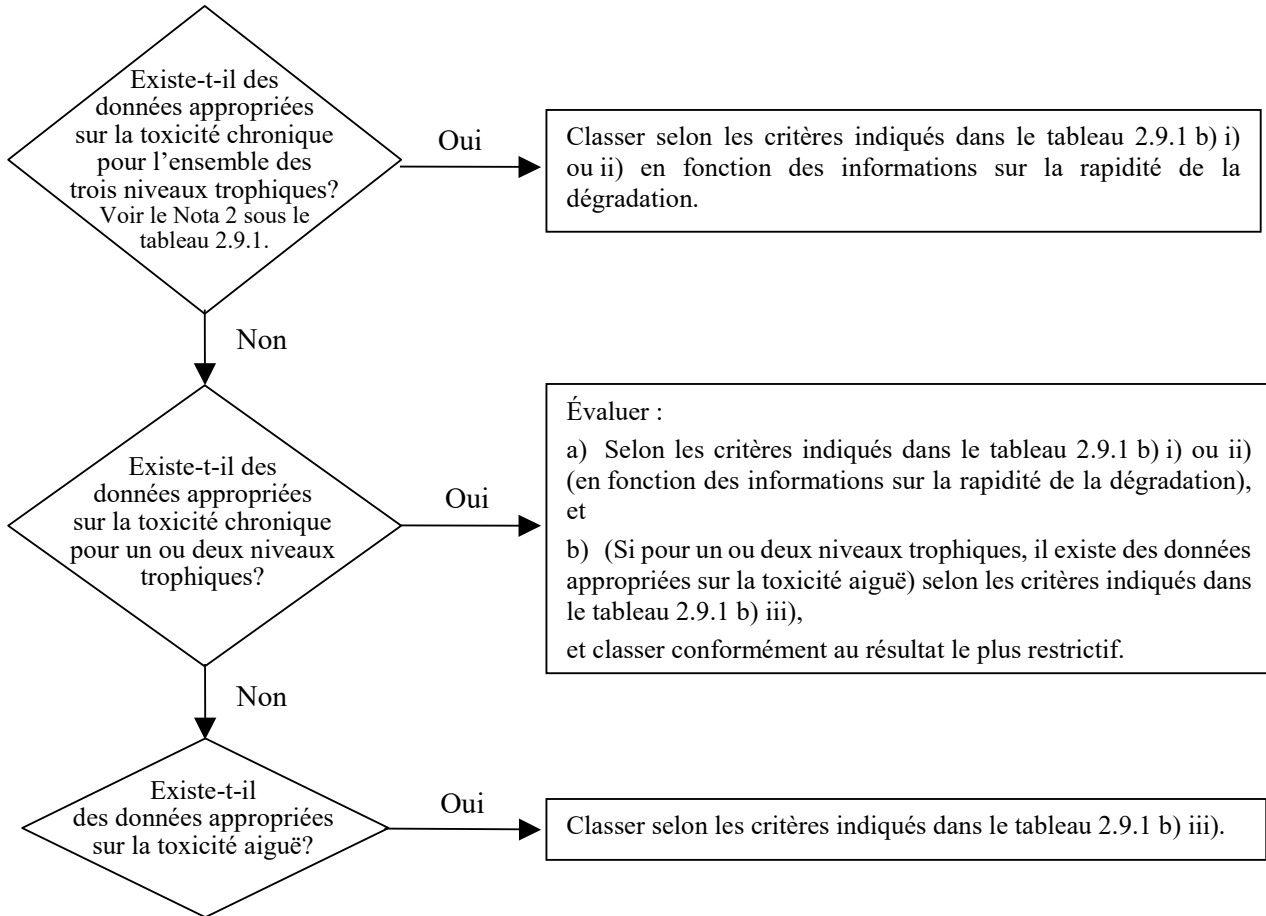 Existe-t-il des
données appropriées
sur la toxicité chronique
pour l'ensemble des
trois niveaux trophiques?
Voir le Nota 2 sous le
tableau 2.9.1.
Oui
Classer selon les critères indiqués dans le tableau 2.9.1 b) i)
ou ii) en fonction des informations sur la rapidité de la
dégradation.
Non
Existe-t-il des
données appropriées
sur la toxicité chronique
pour un ou deux niveaux
trophiques?
Oui
Évaluer :
a) Selon les critères indiqués dans le tableau 2.9.1 b) i) ou ii)
(en fonction des informations sur la rapidité de la dégradation),
et
b) (Si pour un ou deux niveaux trophiques, il existe des données
appropriées sur la toxicité aiguë) selon les critères indiqués dans
le tableau 2.9.1 b) iii),
et classer conformément au résultat le plus restrictif.
Non
Existe-t-il
des données appropriées
sur la toxicité aiguë?
Oui
Classer selon les critères indiqués dans le tableau 2.9.1 b) iii).